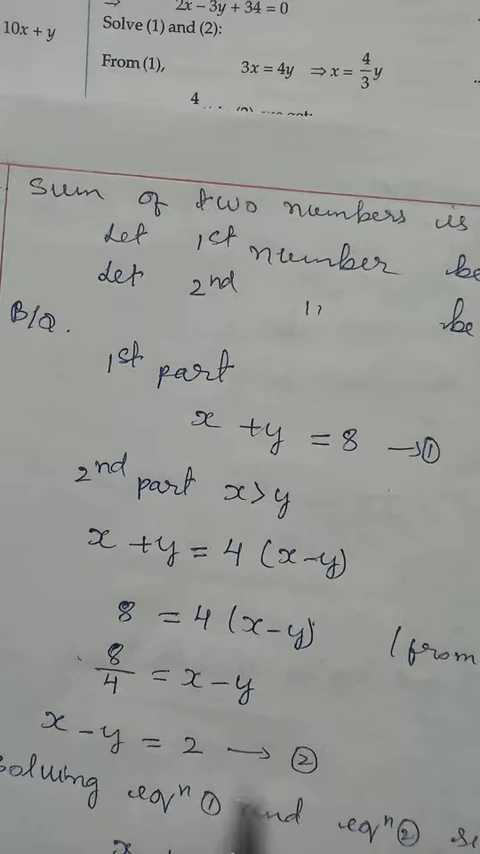 2x – 3y + 34 = 0
Solve (1) and (2):
10x + y
From (1), 3x = 4y ⇒ x = 4/3 y
4
Sum of two numbers is
Let 1st number be
Let 2nd " be
B/Q.
1st part
x + y = 8 → ①
2nd part x > y
x + y = 4 (x – y)
8 = 4 (x – y) (from
8/4 = x – y
x – y = 2 → ②
Solving eqⁿ ① and eqⁿ ②
x